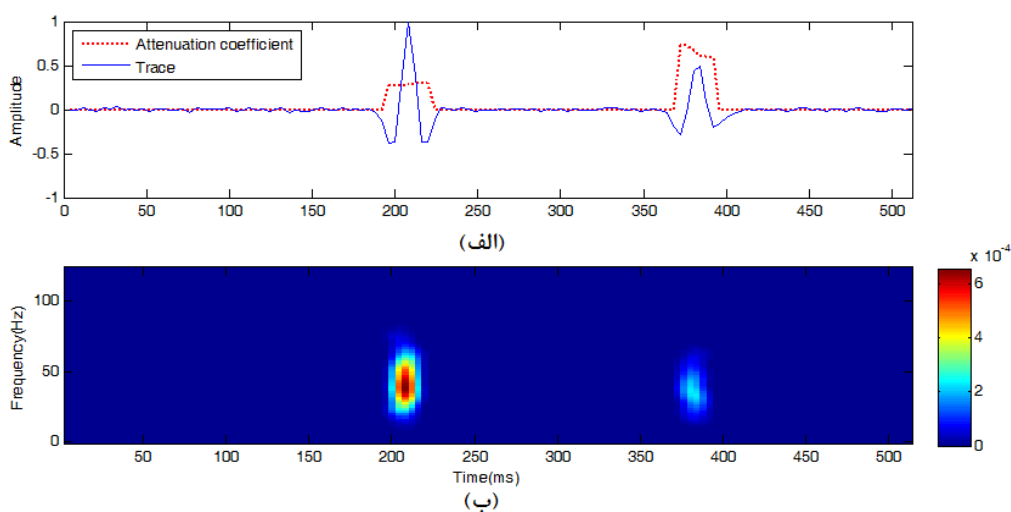 1
0.5
0
-0.5
-1
Amplitude
Attenuation coefficient
Trace
0 50 100 150 200 250 300 350 400 450 500
(الف)
x 10⁻⁴
100
50
0
Frequency(Hz)
6
4
2
0
50 100 150 200 250 300 350 400 450 500
Time(ms)
(ب)